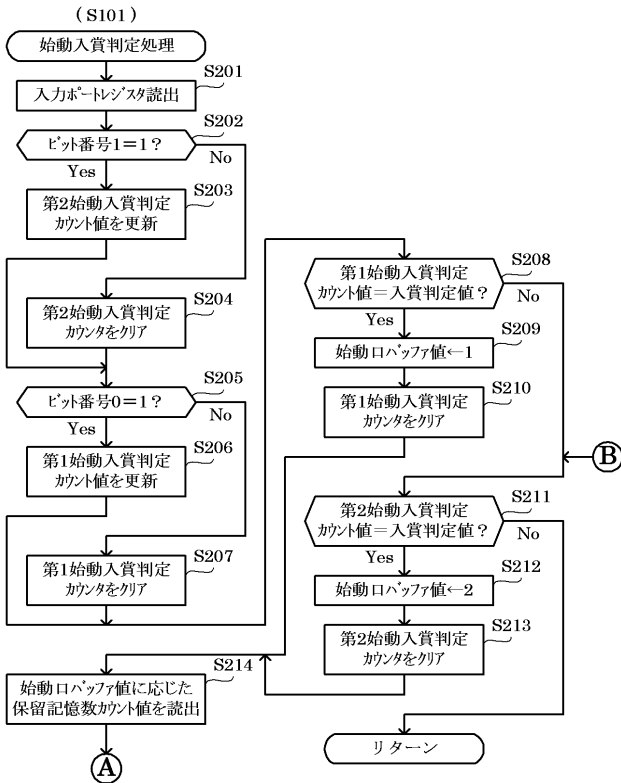 (S101)
始動入賞判定処理
S201
入力ポートレジスタ読出
S202
ビット番号1=1?
No
Yes
S203
第2始動入賞判定
カウント値を更新
S204
第2始動入賞判定
カウンタをクリア
S205
ビット番号0=1?
No
Yes
S206
第1始動入賞判定
カウント値を更新
S207
第1始動入賞判定
カウンタをクリア
S208
第1始動入賞判定
カウント値=入賞判定値?
No
Yes
S209
始動口バッファ値←1
S210
第1始動入賞判定
カウンタをクリア
B
S211
第2始動入賞判定
カウント値=入賞判定値?
No
Yes
S212
始動口バッファ値←2
S213
第2始動入賞判定
カウンタをクリア
S214
始動口バッファ値に応じた
保留記憶数カウント値を読出
A
リターン